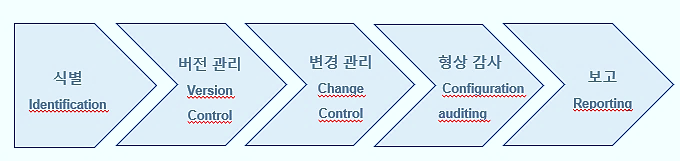 식별
Identification
버전 관리
Version
Control
변경 관리
Change
Control
형상 감사
Configuration
auditing
보고
Reporting